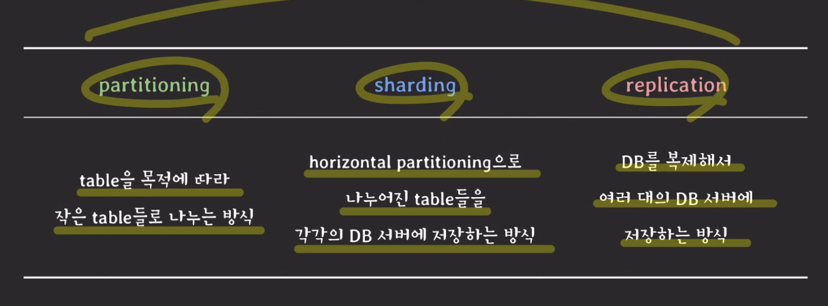 partitioning
sharding
replication
table을 목적에 따라
작은 table들로 나누는 방식
horizontal partitioning으로
나누어진 table들을
각각의 DB 서버에 저장하는 방식
DB를 복제해서
여러 대의 DB 서버에
저장하는 방식